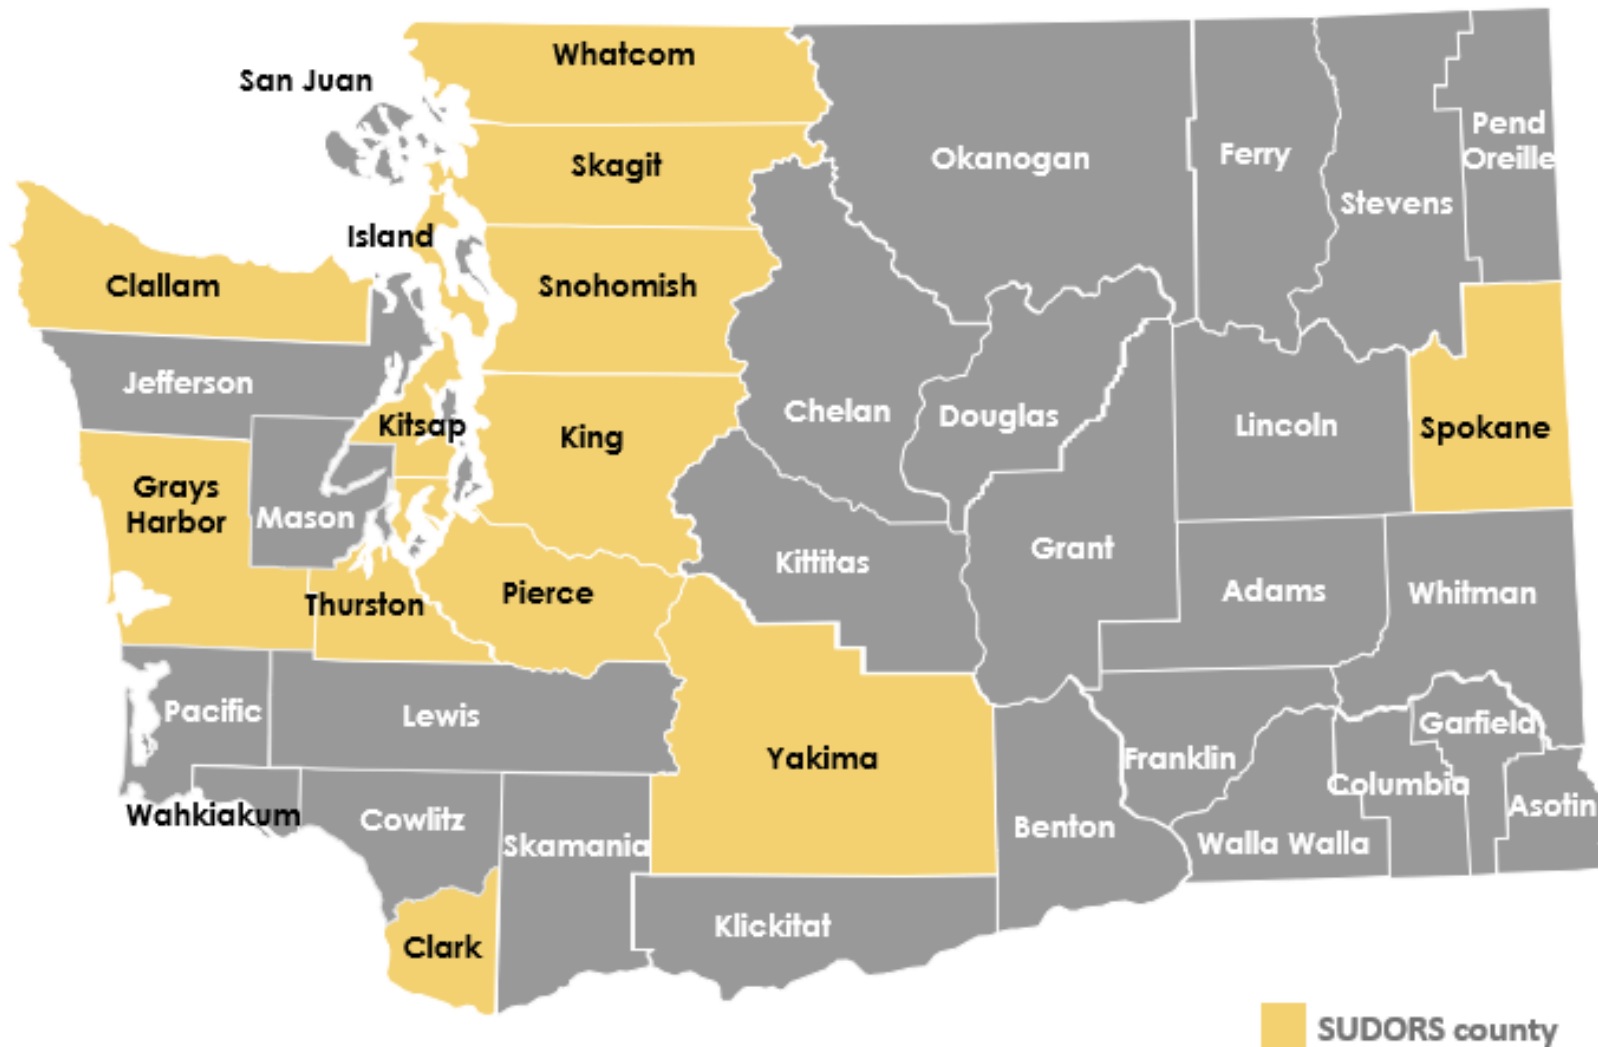 Whatcom
San Juan
Pend
Oreille
Okanogan
Ferry
Skagit
Stevens
Island
Clallam
Snohomish
Jefferson
Chelan
Douglas
Lincoln
Spokane
Kitsap
King
Grays
Harbor
Mason
Grant
Kittitas
Adams
Whitman
Pierce
Thurston
Pacific
Lewis
Garfield
Yakima
Franklin
Columbia
Asotin
Wahkiakum
Cowlitz
Benton
Skamania
Walla Walla
Klickitat
Clark
SUDORS county